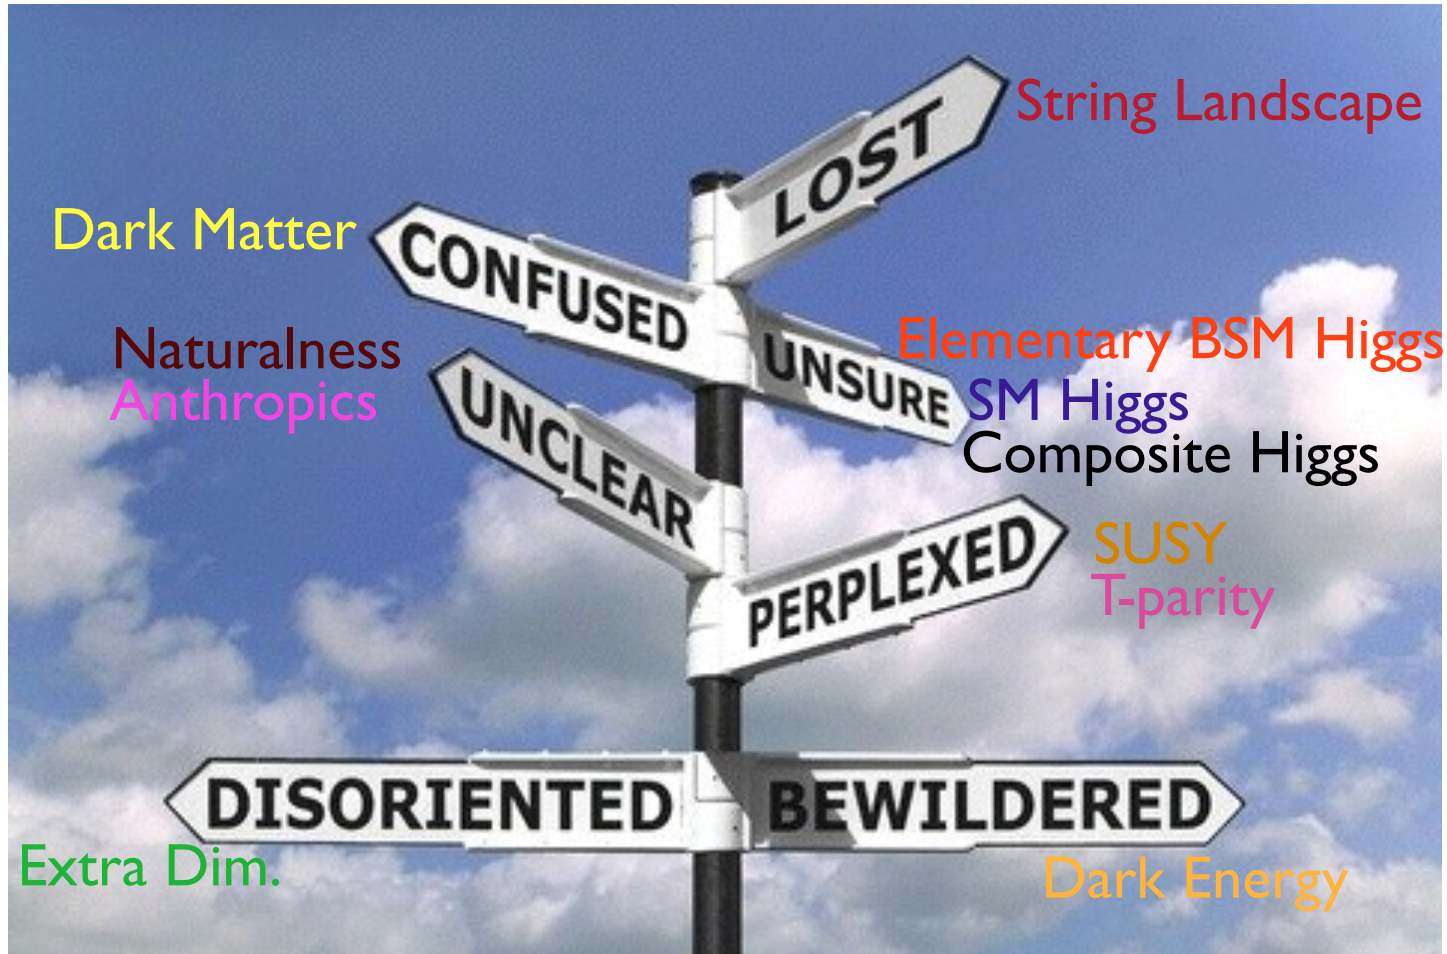 String Landscape
LOST
Dark Matter
CONFUSED
Elementary BSM Higgs
UNSURE
SM Higgs
Composite Higgs
Naturalness
Anthropics
UNCLEAR
SUSY
T-parity
PERPLEXED
DISORIENTED
BEWILDERED
Extra Dim.
Dark Energy